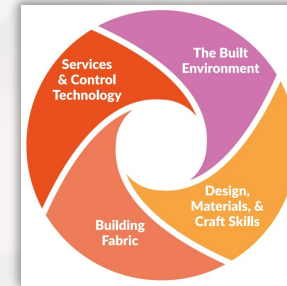 Services
& Control
Technology
The Built
Environment
Design,
Materials, &
Craft Skills
Building
Fabric